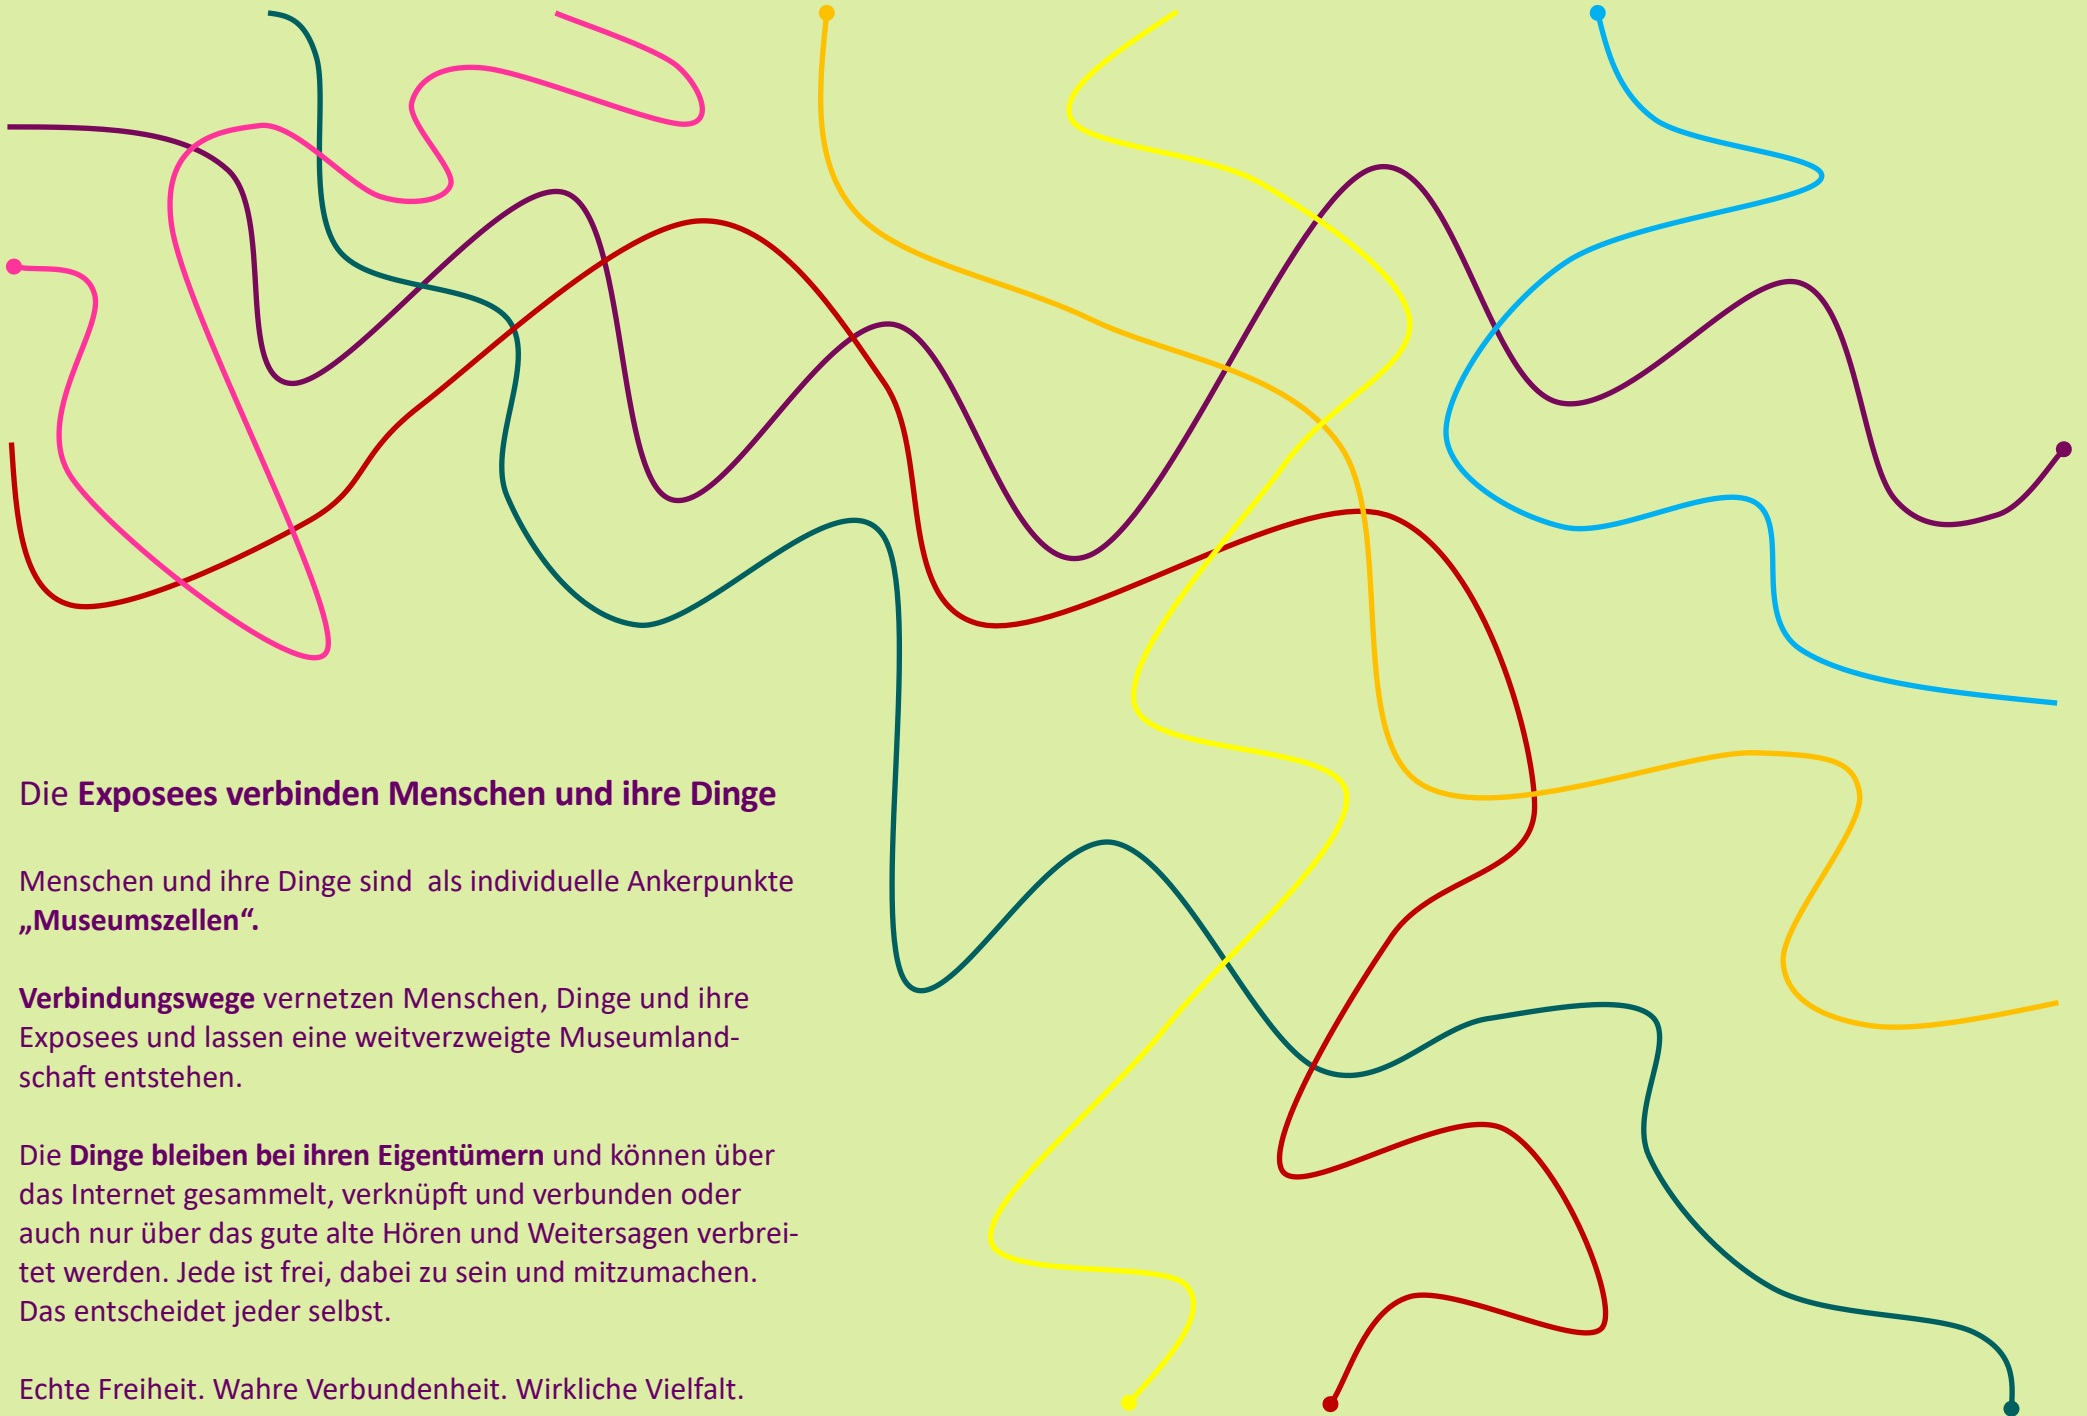 Die Exposees verbinden Menschen und ihre Dinge
Menschen und ihre Dinge sind  als individuelle Ankerpunkte
„Museumszellen“.
Verbindungswege vernetzen Menschen, Dinge und ihre
Exposees und lassen eine weitverzweigte Museumland-
schaft entstehen.
Die Dinge bleiben bei ihren Eigentümern und können über
das Internet gesammelt, verknüpft und verbunden oder
auch nur über das gute alte Hören und Weitersagen verbrei-
tet werden. Jede ist frei, dabei zu sein und mitzumachen.
Das entscheidet jeder selbst.
Echte Freiheit. Wahre Verbundenheit. Wirkliche Vielfalt.